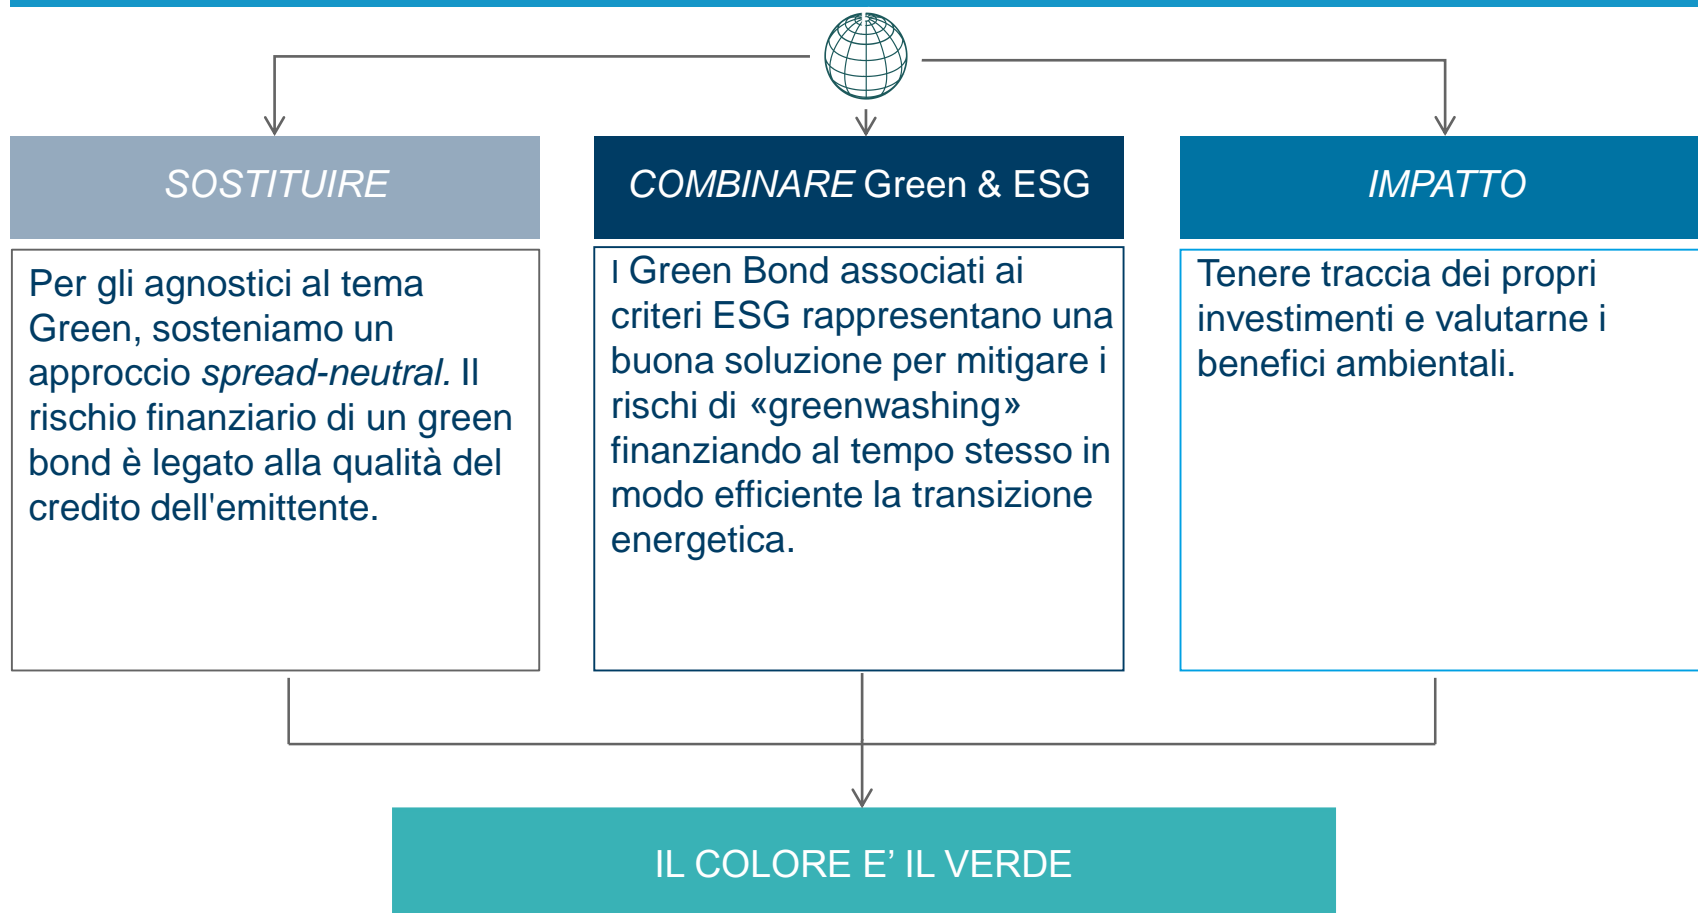 SOSTITUIRE
Per gli agnostici al tema
Green, sosteniamo un
approccio spread-neutral. Il
rischio finanziario di un green
bond è legato alla qualità del
credito dell'emittente.
COMBINARE Green & ESG
I Green Bond associati ai
criteri ESG rappresentano una
buona soluzione per mitigare i
rischi di «greenwashing»
finanziando al tempo stesso in
modo efficiente la transizione
energetica.
IMPATTO
Tenere traccia dei propri
investimenti e valutarne i
benefici ambientali.
IL COLORE E’ IL VERDE